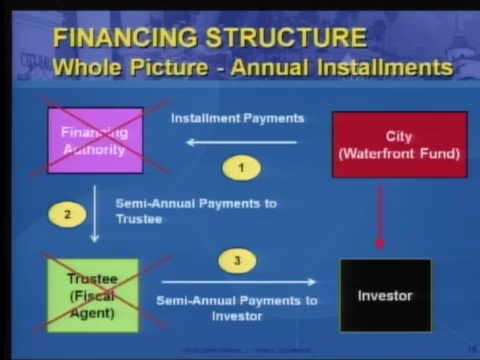 FINANCING STRUCTURE
Whole Picture - Annual Installments
Financing
Authority
Installment Payments
1
City
(Waterfront Fund)
2
Semi-Annual Payments to
Trustee
3
Trustee
(Fiscal
Agent)
Semi-Annual Payments to
Investor
Investor